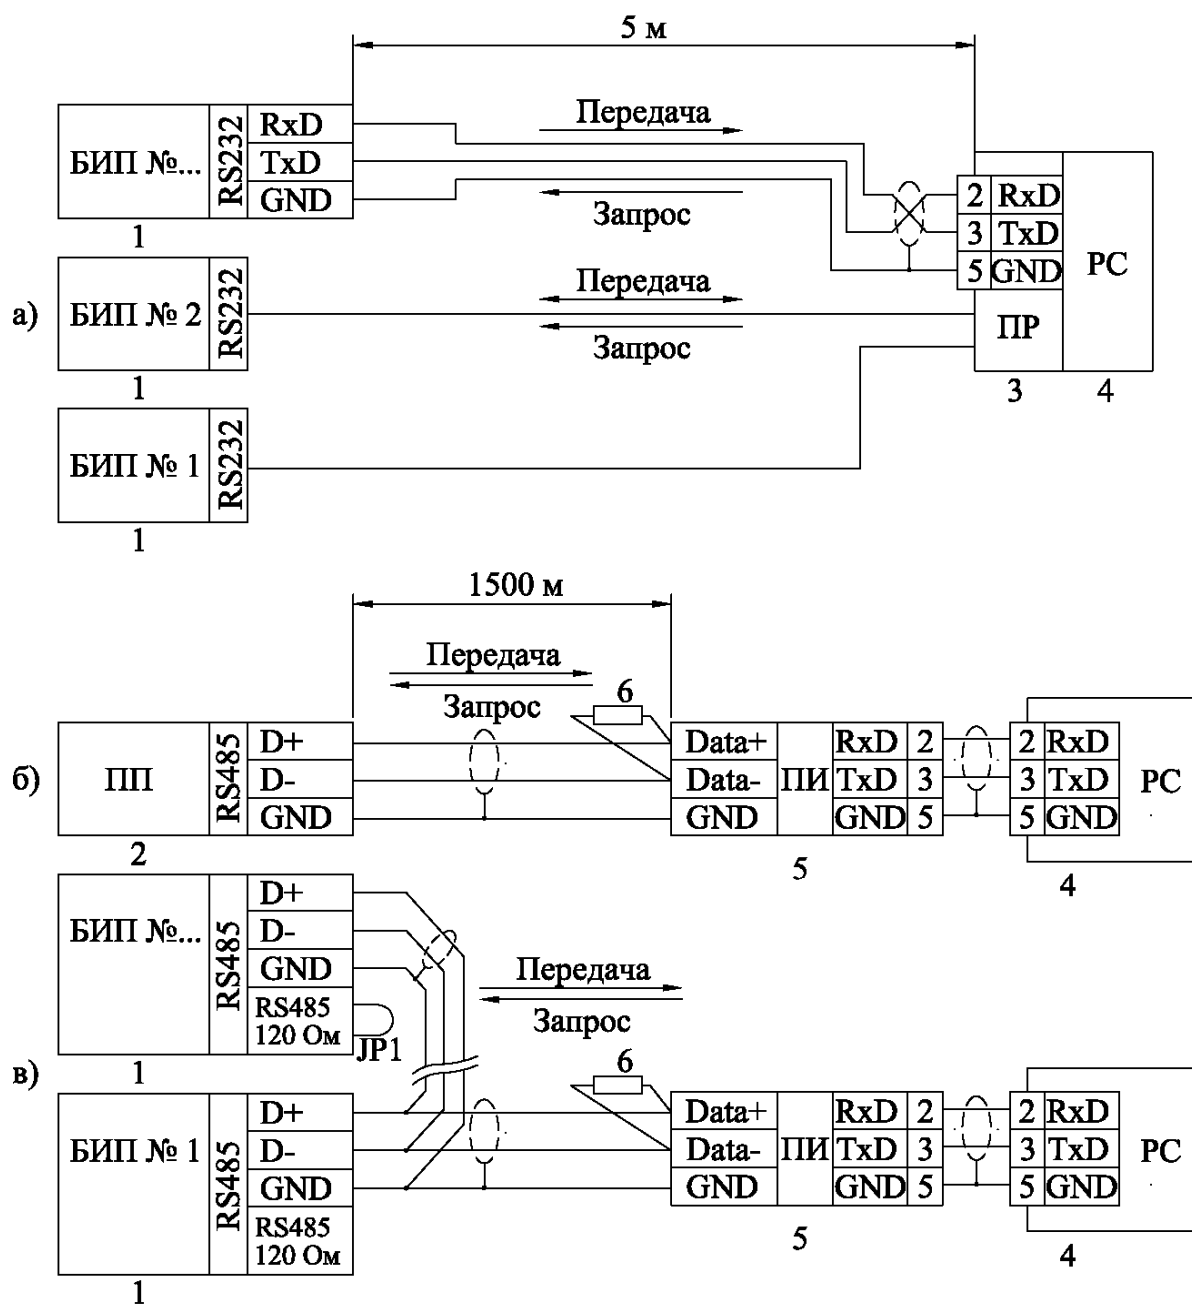 5 м
Передача
БИП №...
RS232
RxD
TxD
GND
Запрос
2 RxD
3 TxD
5 GND
PC
1
а)
БИП № 2
RS232
Передача
Запрос
ПР
1
3
4
БИП № 1
RS232
1
1500 м
Передача
Запрос
6
б)
ПП
RS485
D+
D-
GND
Data+
Data-
GND
ПИ
RxD 2
TxD 3
GND 5
2 RxD
3 TxD
5 GND
PC
2
5
4
в)
БИП №...
RS485
D+
D-
GND
RS485
120 Ом
JP1
Передача
Запрос
1
6
БИП № 1
RS485
D+
D-
GND
RS485
120 Ом
Data+
Data-
GND
ПИ
RxD 2
TxD 3
GND 5
2 RxD
3 TxD
5 GND
PC
1
5
4